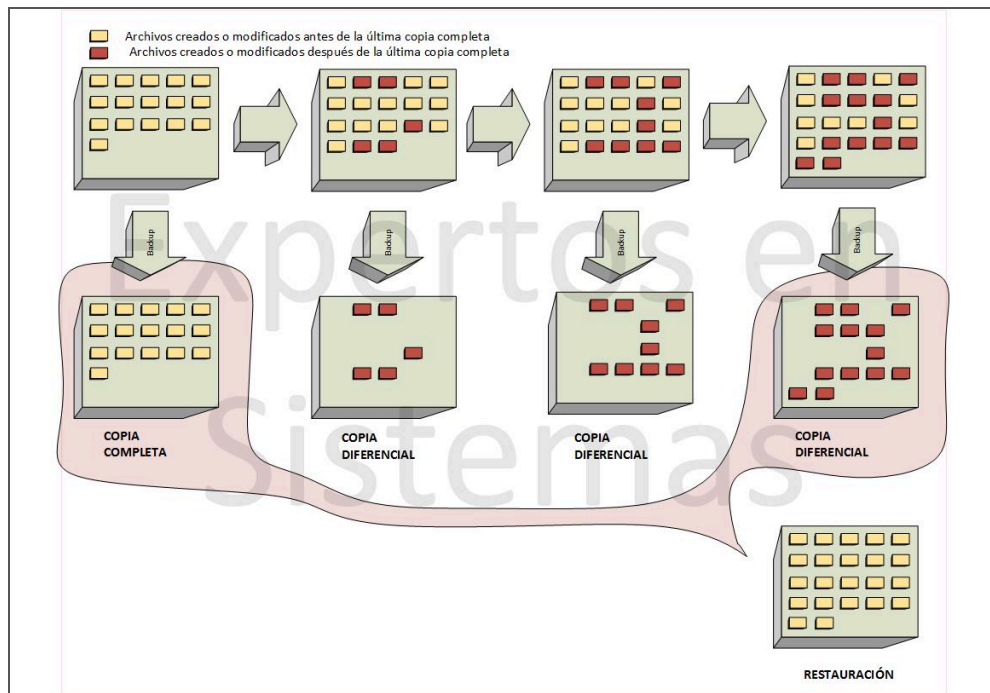 Archivos creados o modificados antes de la última copia completa
Archivos creados o modificados después de la última copia completa
Backup
Backup
Backup
Backup
Expertos en
Sistemas
COPIA
COMPLETA
COPIA
DIFERENCIAL
COPIA
DIFERENCIAL
COPIA
DIFERENCIAL
RESTAURACIÓN